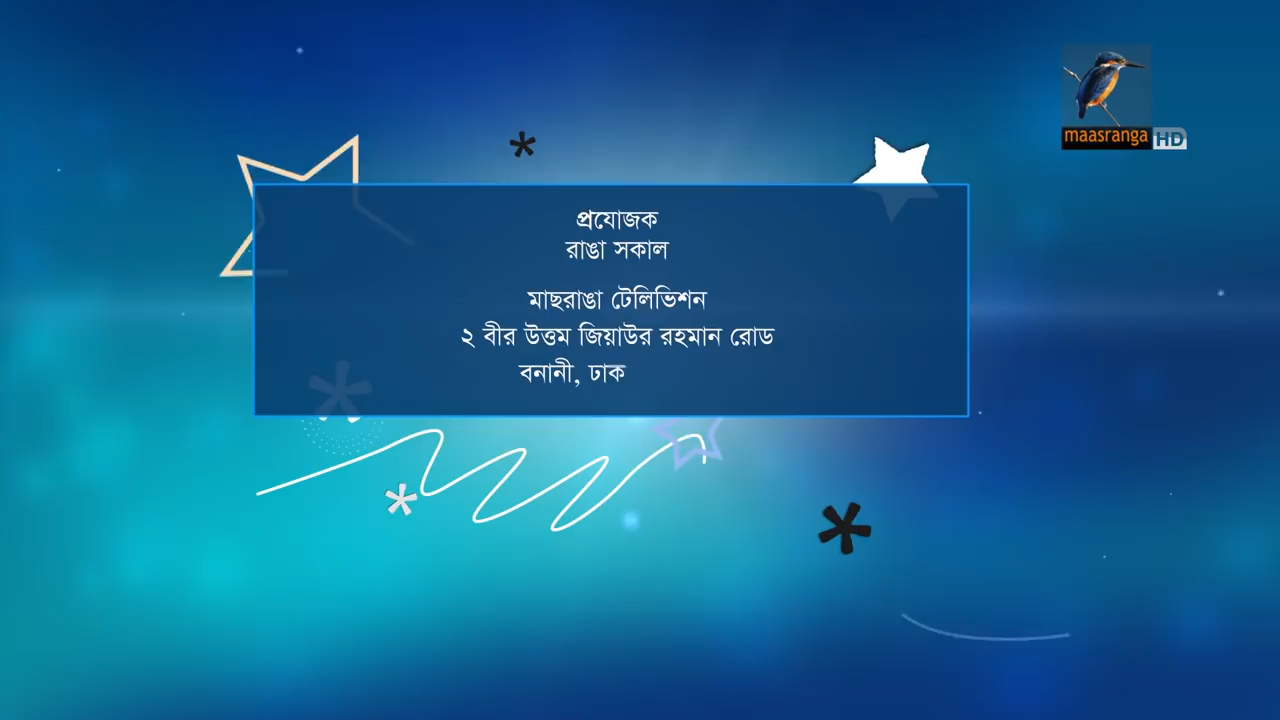 maasranga HD
প্রযোজক
রাঙা সকাল
মাছরাঙা টেলিভিশন
২ বীর উত্তম জিয়াউর রহমান রোড
বনানী, ঢাক